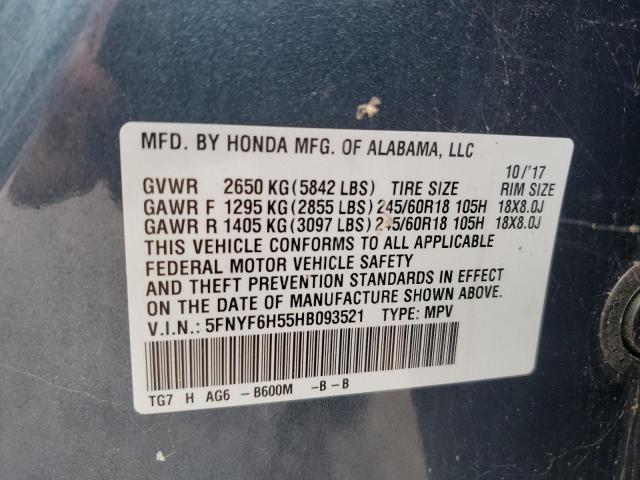 MFD. BY HONDA MFG. OF ALABAMA, LLC
10/'17
GVWR 2650 KG(5842 LBS) TIRE SIZE RIM SIZE
GAWR F 1295 KG(2855 LBS) 245/60R18 105H 18X8.0J
GAWR R 1405 KG(3097 LBS) 245/60R18 105H 18X8.0J
THIS VEHICLE CONFORMS TO ALL APPLICABLE
FEDERAL MOTOR VEHICLE SAFETY
AND THEFT PREVENTION STANDARDS IN EFFECT
ON THE DATE OF MANUFACTURE SHOWN ABOVE.
V.I.N.: 5FNYF6H55HB093521 TYPE: MPV
TG7 H AG6 -B600M -B-B